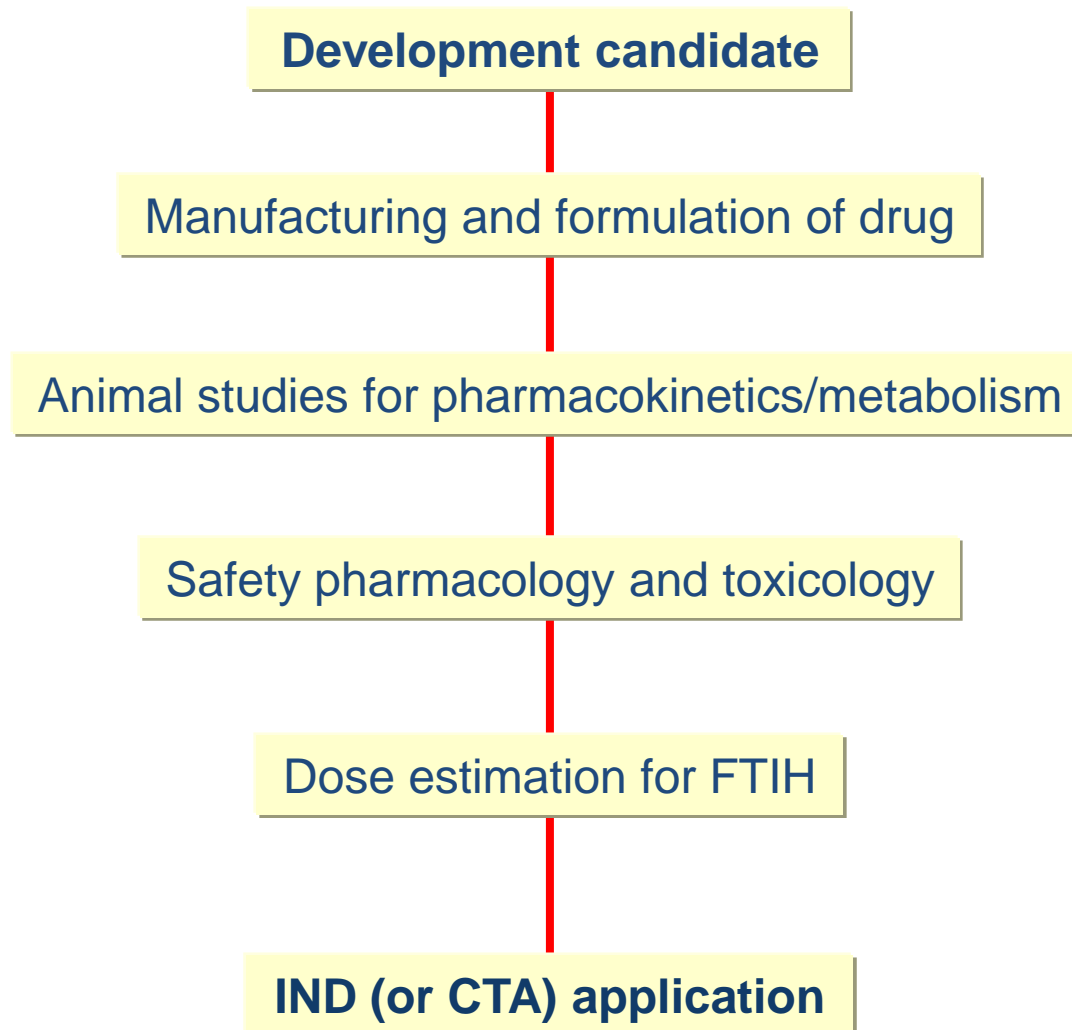 Development candidate
Manufacturing and formulation of drug
Animal studies for pharmacokinetics/metabolism
Safety pharmacology and toxicology
Dose estimation for FTIH
IND (or CTA) application